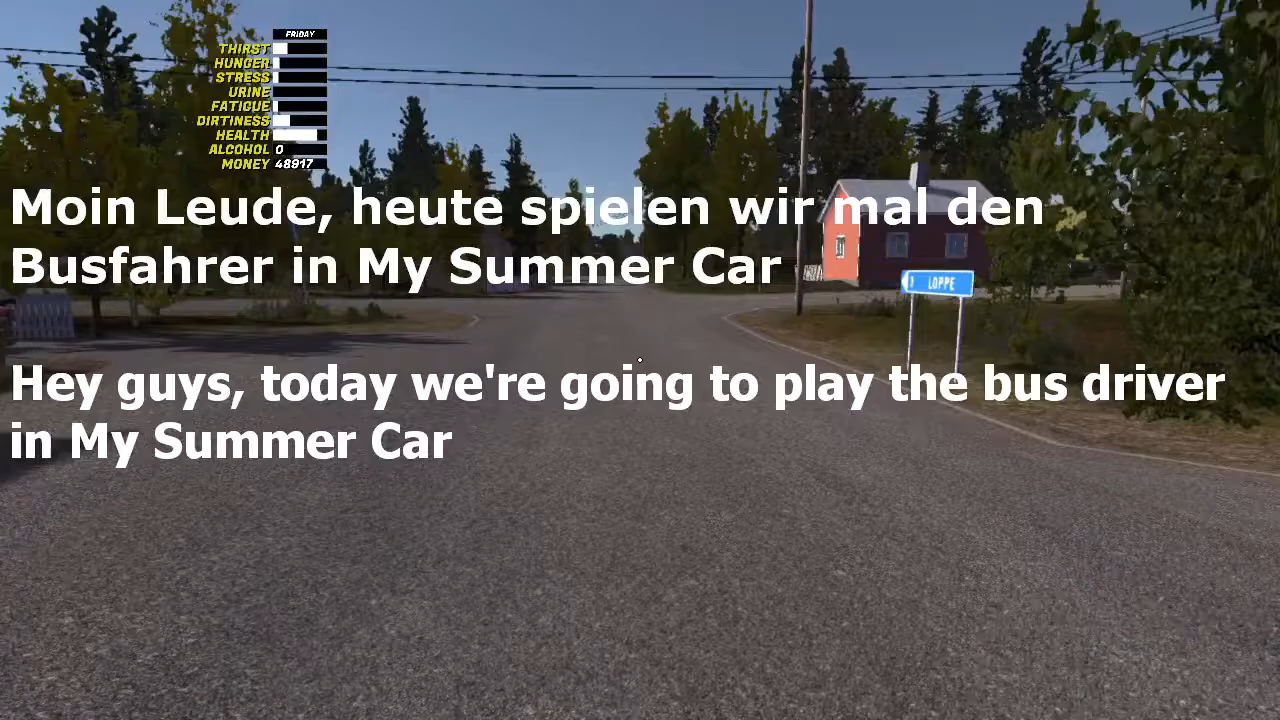 FRIDAY
THIRST
HUNGER
STRESS
URINE
FATIGUE
DIRTINESS
HEALTH
ALCOHOL 0
MONEY 48917
Moin Leude, heute spielen wir mal den
Busfahrer in My Summer Car
LOPPE
Hey guys, today we're going to play the bus driver
in My Summer Car